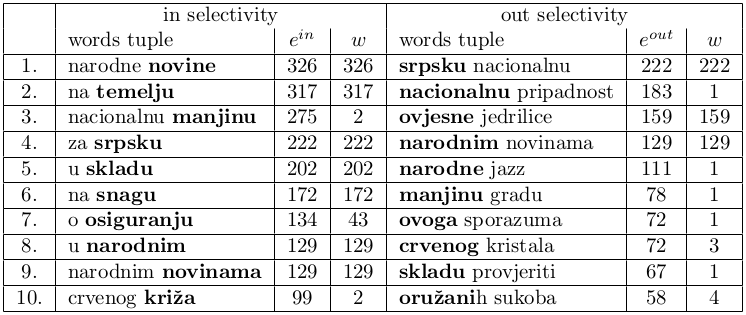 in selectivity out selectivity
words tuple e^in w words tuple e^out w
1. narodne novine 326 326 srpsku nacionalnu 222 222
2. na temelju 317 317 nacionalnu pripadnost 183 1
3. nacionalnu manjinu 275 2 ovjesne jedrilice 159 159
4. za srpsku 222 222 narodnim novinama 129 129
5. u skladu 202 202 narodne jazz 111 1
6. na snagu 172 172 manjinu gradu 78 1
7. o osiguranju 134 43 ovoga sporazuma 72 1
8. u narodnim 129 129 crvenog kristala 72 3
9. narodnim novinama 129 129 skladu provjeriti 67 1
10. crvenog križa 99 2 oružanih sukoba 58 4